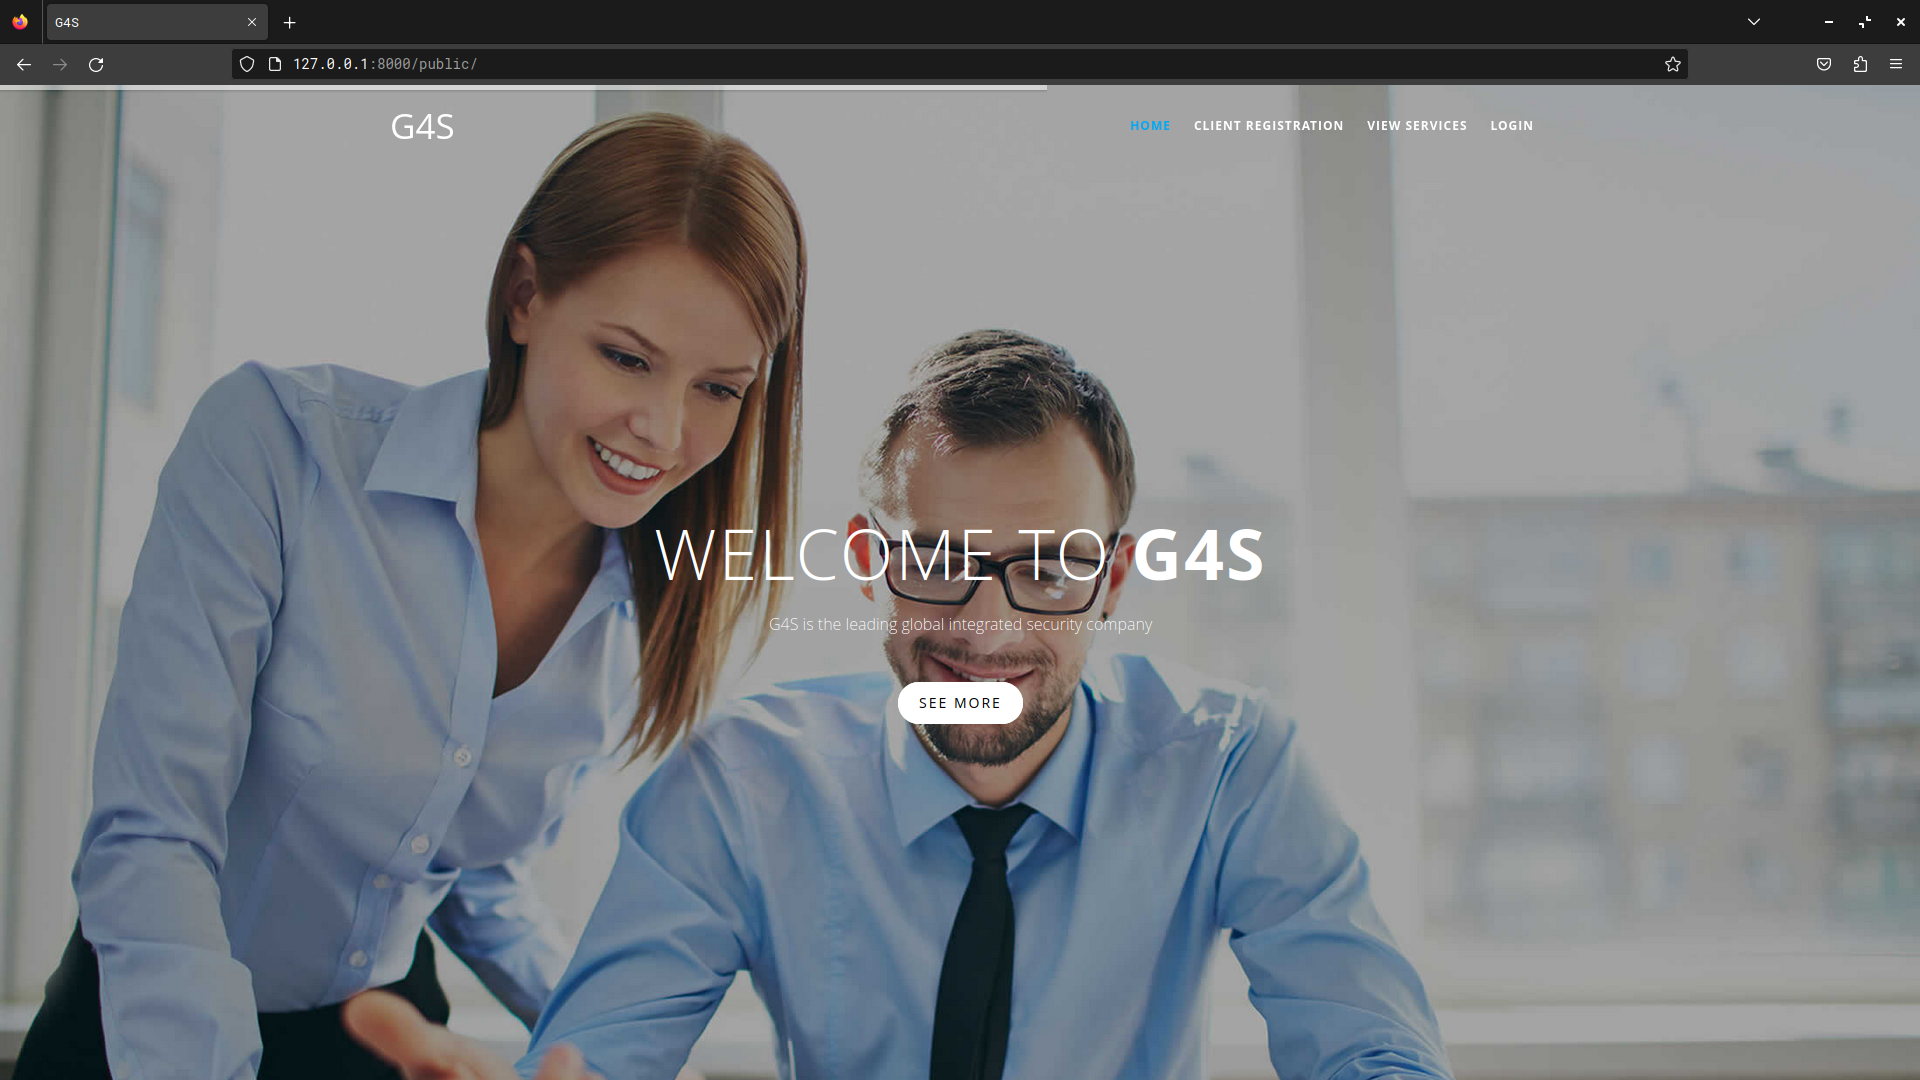 G4S
127.0.0.1:8000/public/
G4S
HOME CLIENT REGISTRATION VIEW SERVICES LOGIN
WELCOME TO G4S
G4S is the leading global integrated security company
SEE MORE